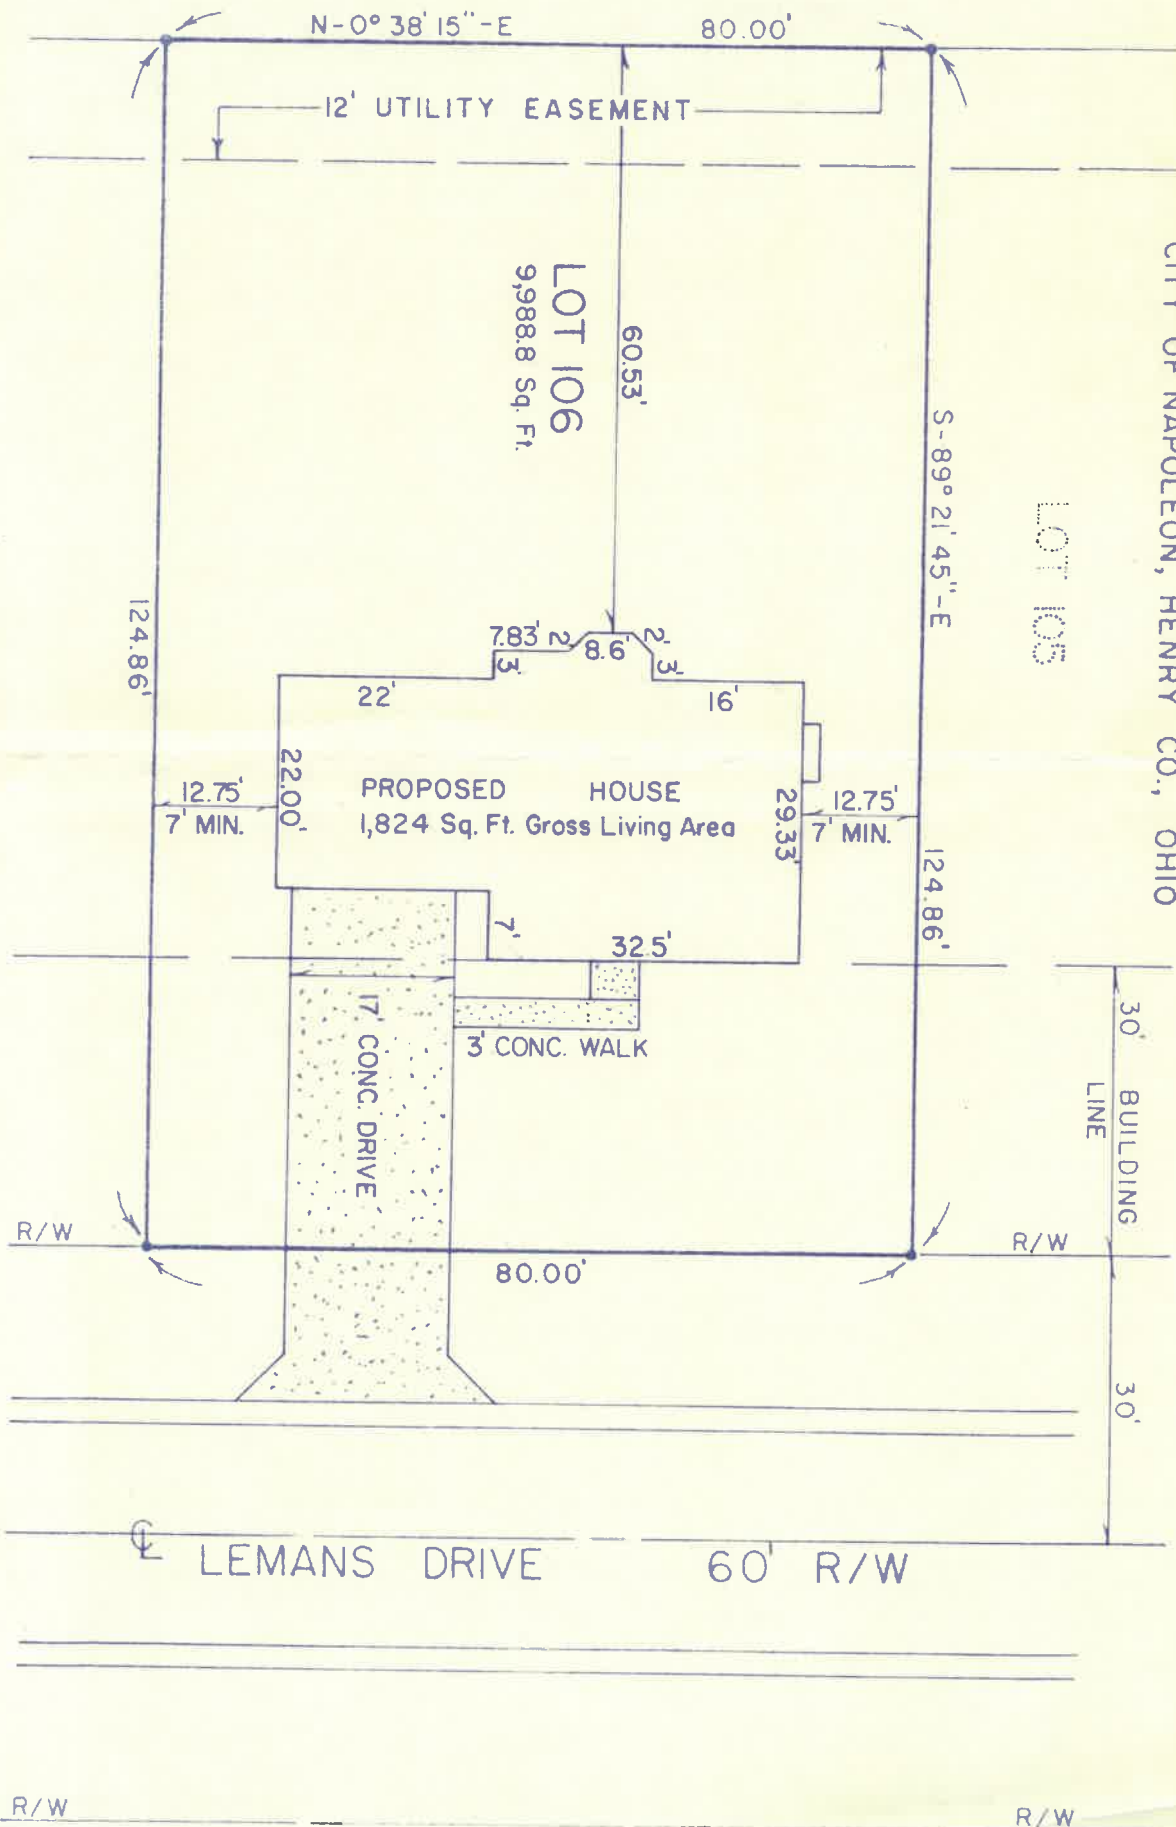 N-0° 38' 15"-E
80.00'
12' UTILITY EASEMENT
CITY OF NAPOLEON, HENRY CO., OHIO
LOT 106
9,988.8 Sq. Ft.
60.53'
S-89° 21' 45"-E
LOT 105
124.86'
7.83'
2'
8.6'
2'
3'
3'
22'
16'
22.00'
PROPOSED HOUSE
1,824 Sq. Ft. Gross Living Area
29.33'
12.75'
7' MIN.
12.75'
7' MIN.
124.86'
7'
32.5'
17' CONC. DRIVE
3' CONC. WALK
30' BUILDING
LINE
R/W
R/W
80.00'
30'
℄ LEMANS DRIVE 60' R/W
R/W
R/W